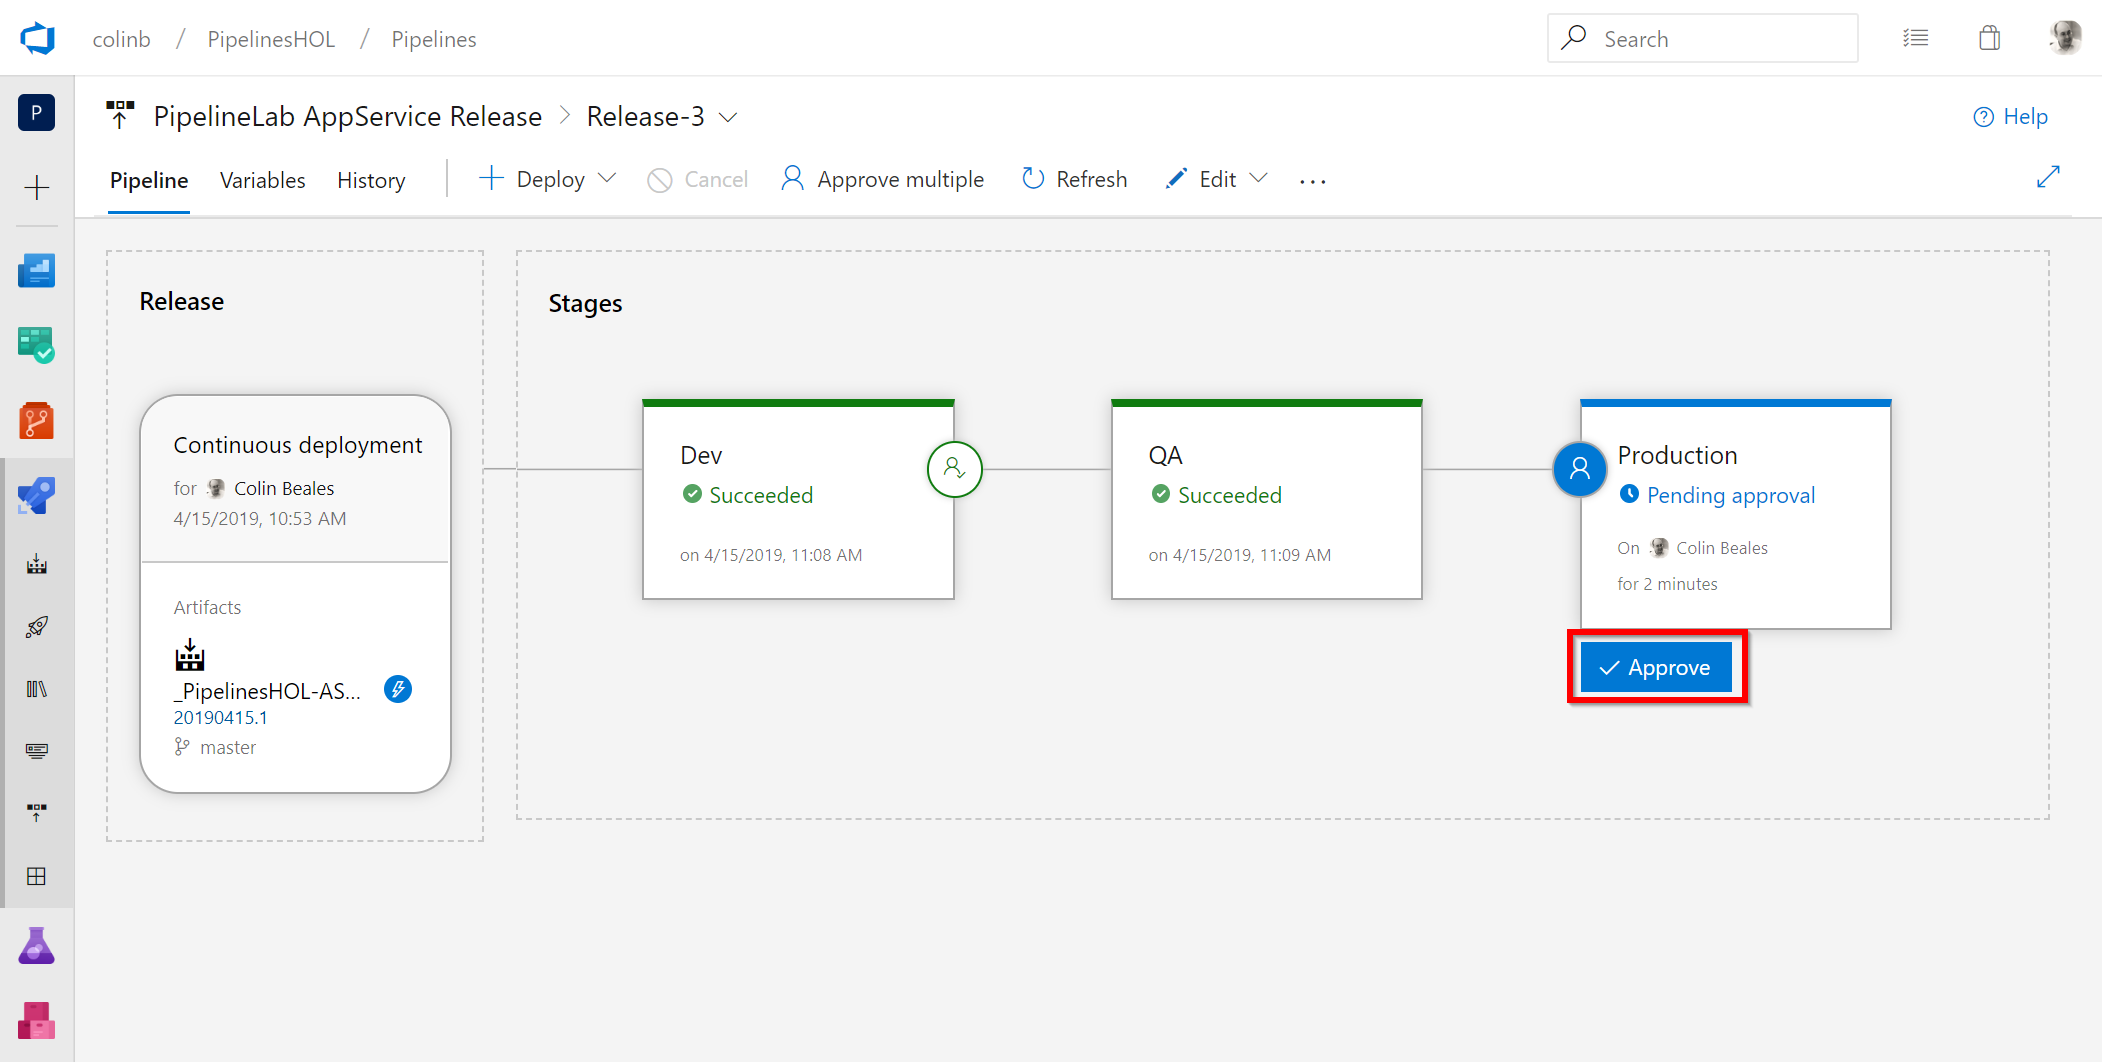 colinb / PipelinesHOL / Pipelines
Search
P
PipelineLab AppService Release > Release-3
Help
Pipeline Variables History Deploy Cancel Approve multiple Refresh Edit ...
Release
Stages
Continuous deployment
for Colin Beales
4/15/2019, 10:53 AM
Artifacts
_PipelinesHOL-AS...
20190415.1
master
Dev
Succeeded
on 4/15/2019, 11:08 AM
QA
Succeeded
on 4/15/2019, 11:09 AM
Production
Pending approval
On Colin Beales
for 2 minutes
Approve